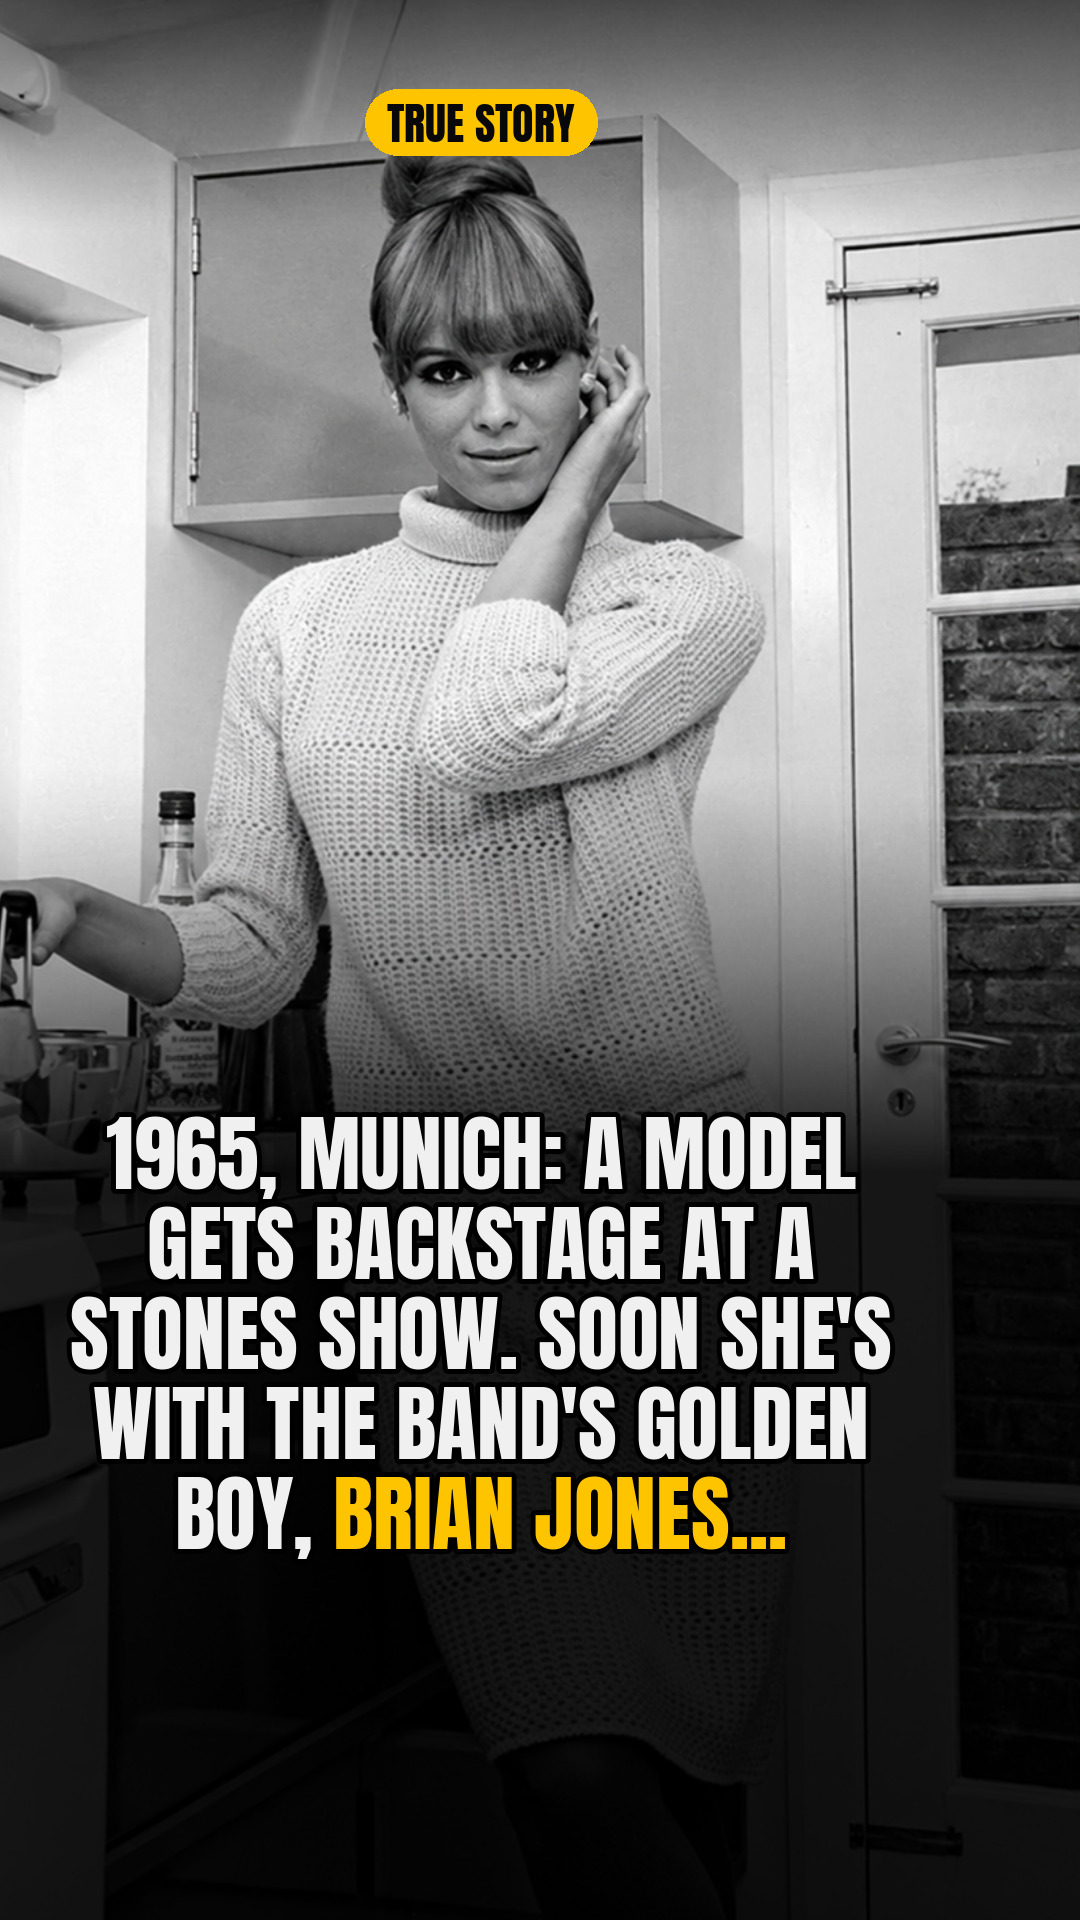 TRUE STORY
1965, MUNICH: A MODEL
GETS BACKSTAGE AT A
STONES SHOW. SOON SHE'S
WITH THE BAND'S GOLDEN
BOY, BRIAN JONES...